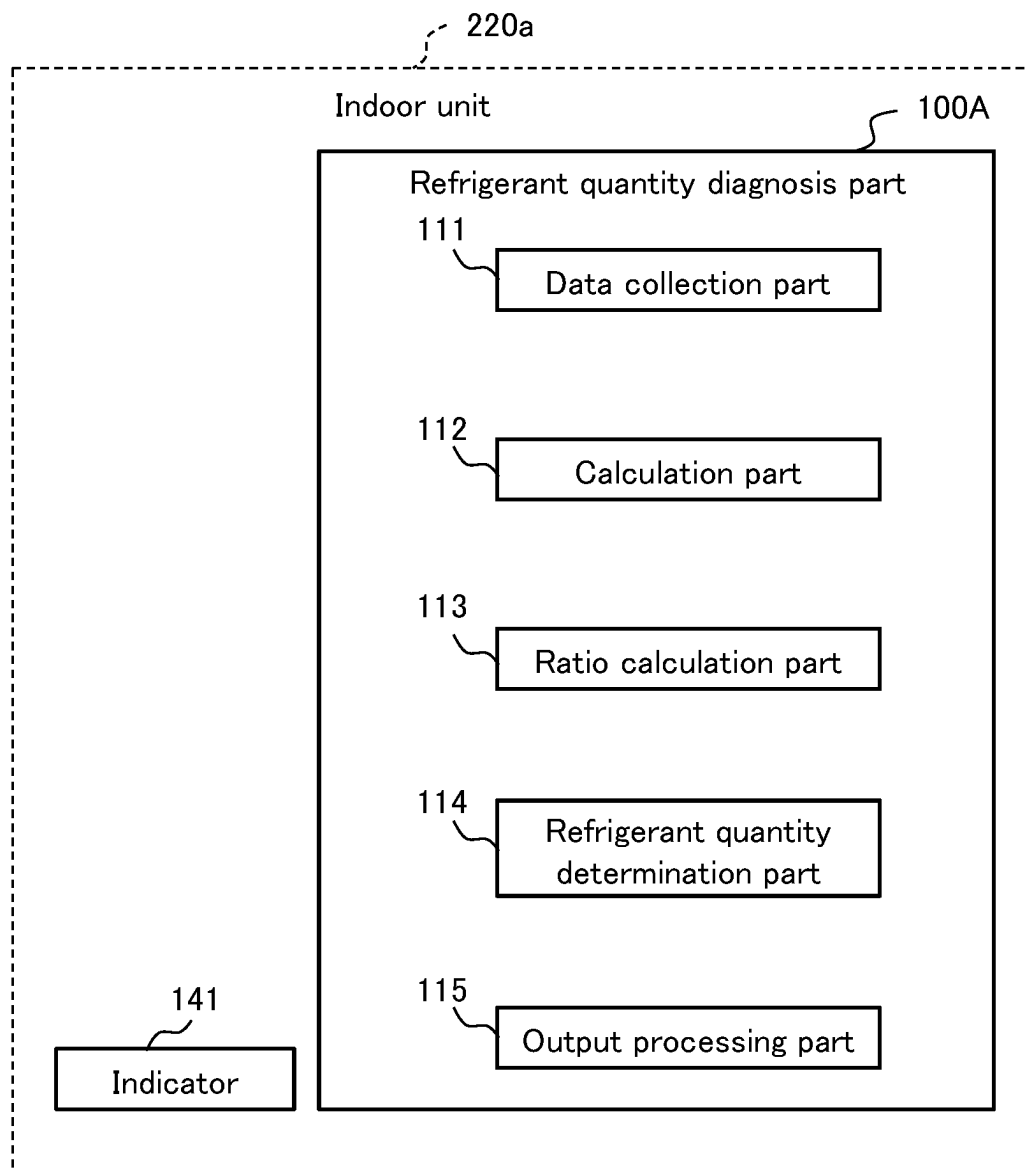 220a
Indoor unit
100A
Refrigerant quantity diagnosis part
111
Data collection part
112
Calculation part
113
Ratio calculation part
114
Refrigerant quantity
determination part
115
Output processing part
141
Indicator